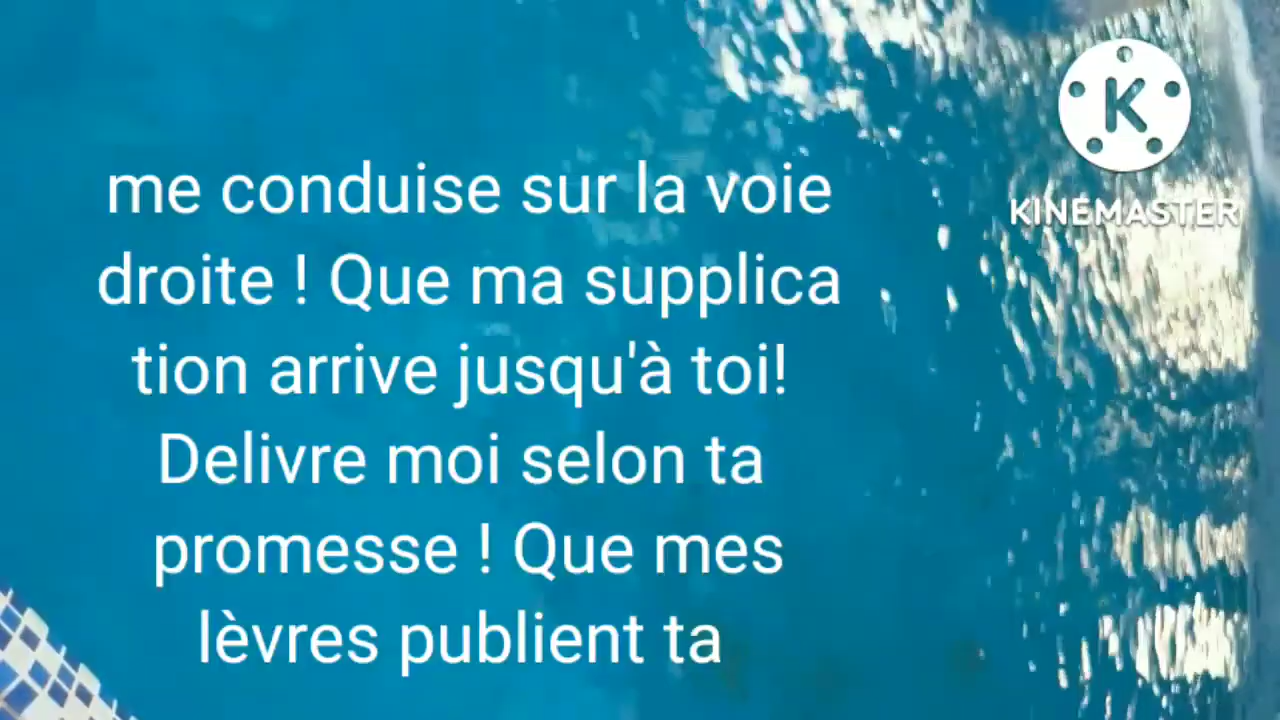 me conduise sur la voie
droite ! Que ma supplica
tion arrive jusqu'à toi!
Delivre moi selon ta
promesse ! Que mes
lèvres publient ta
K
KINEMASTER